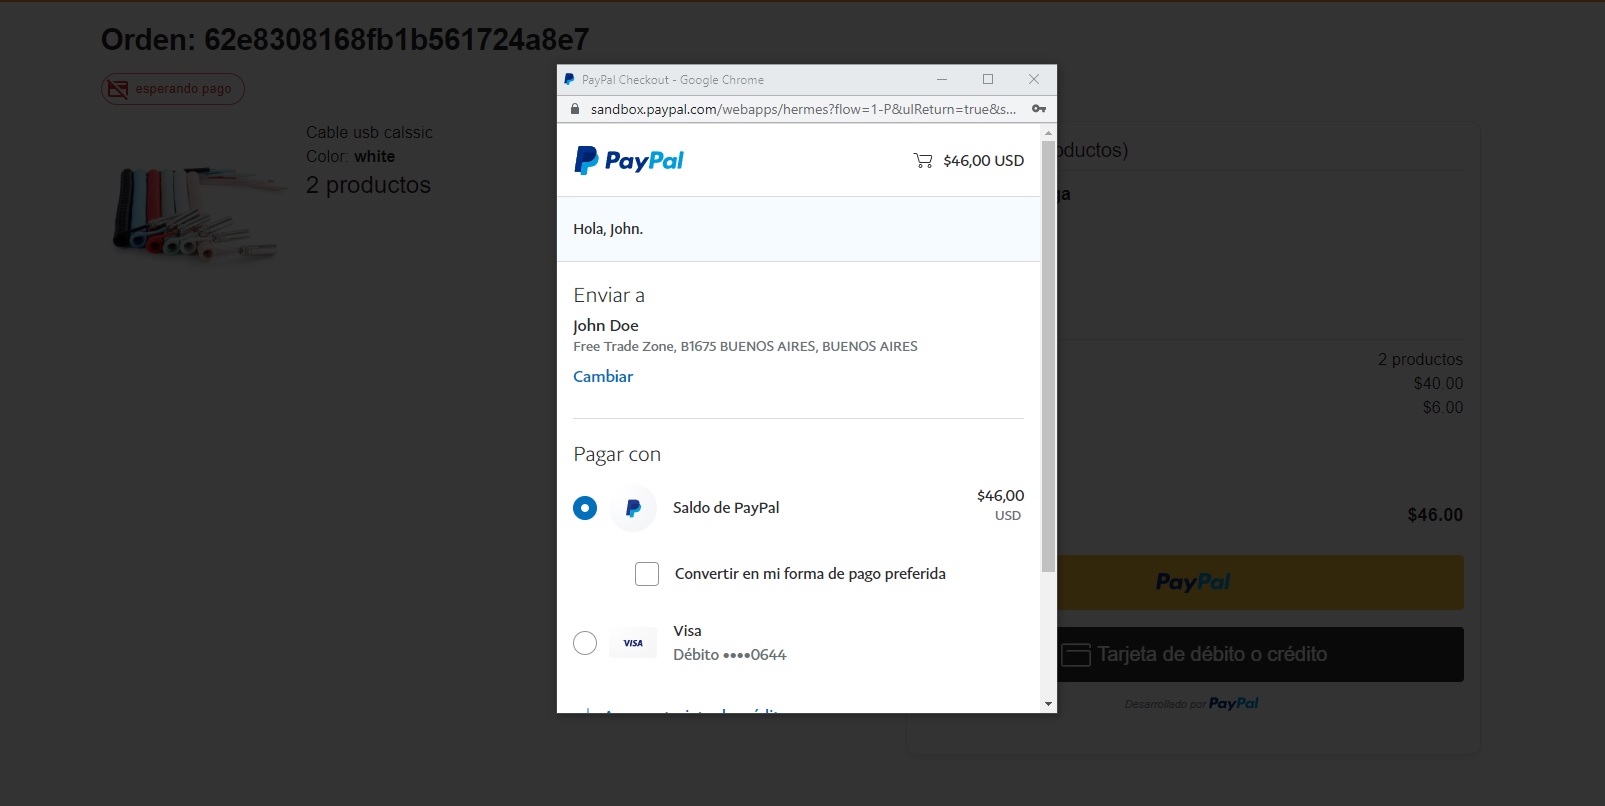 Orden: 62e8308168fb1b561724a8e7
esperando pago
Cable usb calssic
Color: white
2 productos
PayPal Checkout - Google Chrome
sandbox.paypal.com/webapps/hermes?flow=1-P&ulReturn=true&s...
PayPal
$46,00 USD
Hola, John.
Enviar a
John Doe
Free Trade Zone, B1675 BUENOS AIRES, BUENOS AIRES
Cambiar
Pagar con
Saldo de PayPal
$46,00
USD
Convertir en mi forma de pago preferida
VISA
Visa
Débito ••••0644
2 productos
$40.00
$6.00
$46.00
PayPal
Tarjeta de débito o crédito
Desarrollado por PayPal